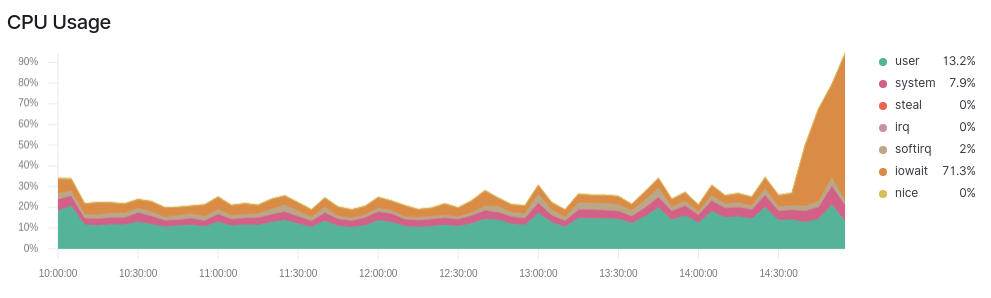 CPU Usage
90%
80%
70%
60%
50%
40%
30%
20%
10%
0%
10:00:00 10:30:00 11:00:00 11:30:00 12:00:00 12:30:00 13:00:00 13:30:00 14:00:00 14:30:00
user 13.2%
system 7.9%
steal 0%
irq 0%
softirq 2%
iowait 71.3%
nice 0%